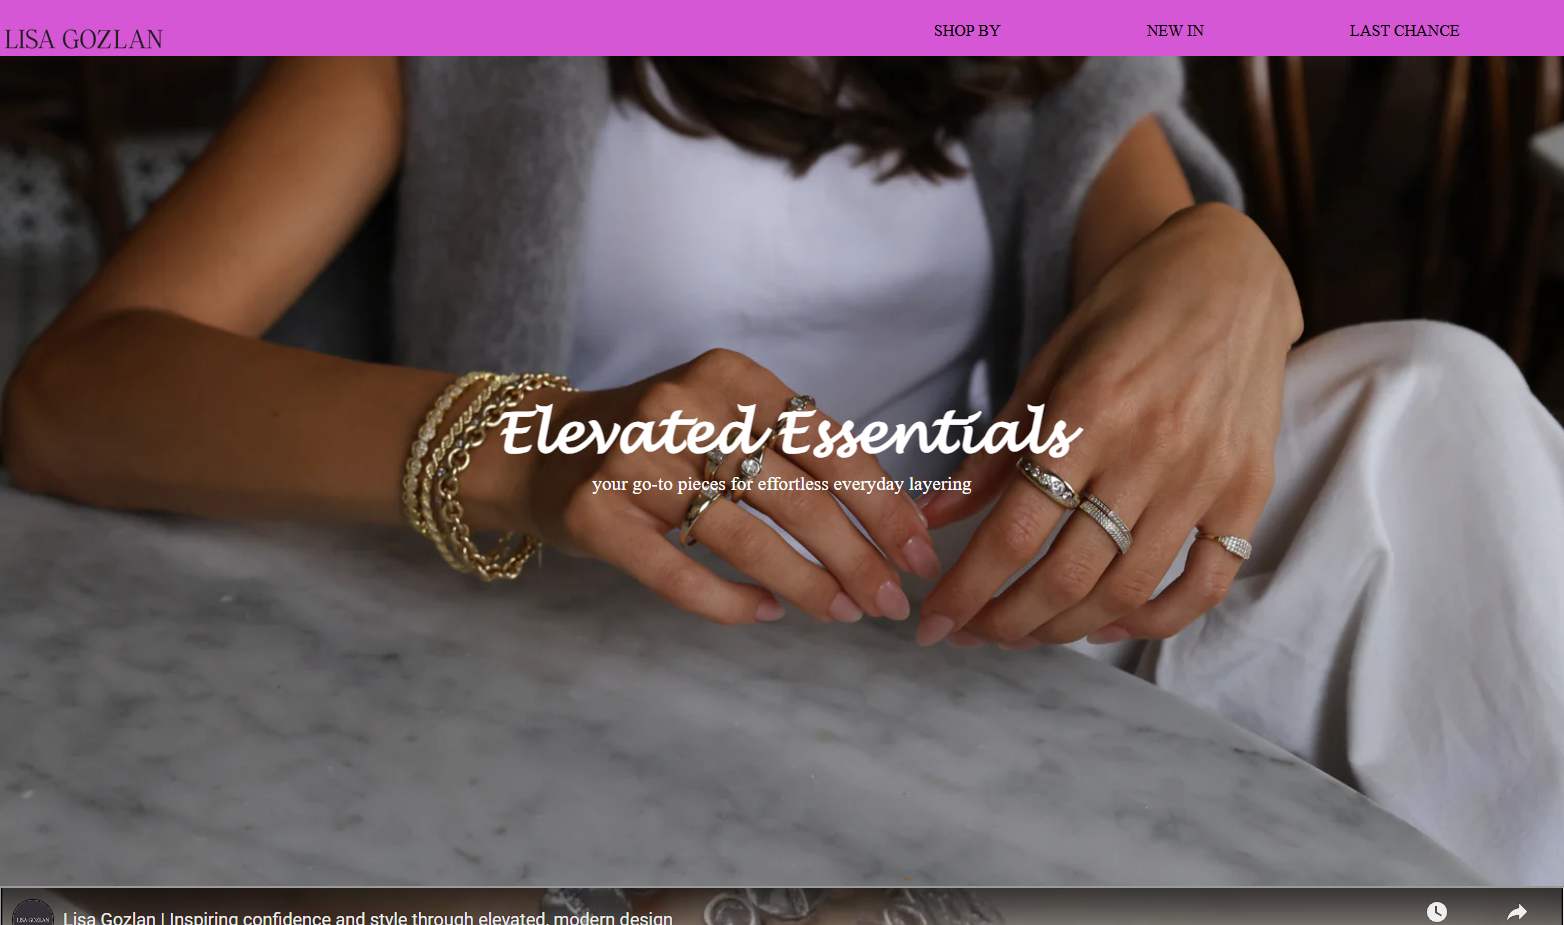 LISA GOZLAN
SHOP BY
NEW IN
LAST CHANCE
Elevated Essentials
your go-to pieces for effortless everyday layering
LISA GOZLAN
Lisa Gozlan | Inspiring confidence and style through elevated, modern design